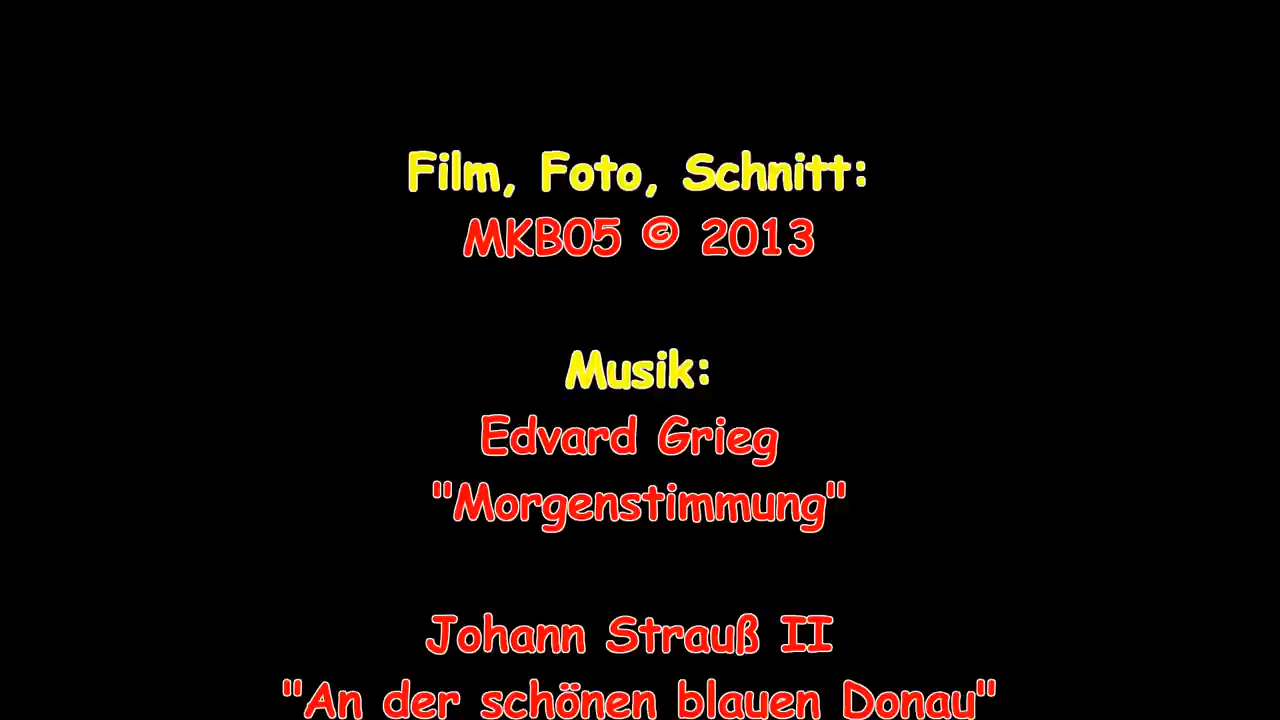 Film, Foto, Schnitt:
MKB05 © 2013
Musik:
Edvard Grieg
"Morgenstimmung"
Johann Strauß II
"An der schönen blauen Donau"